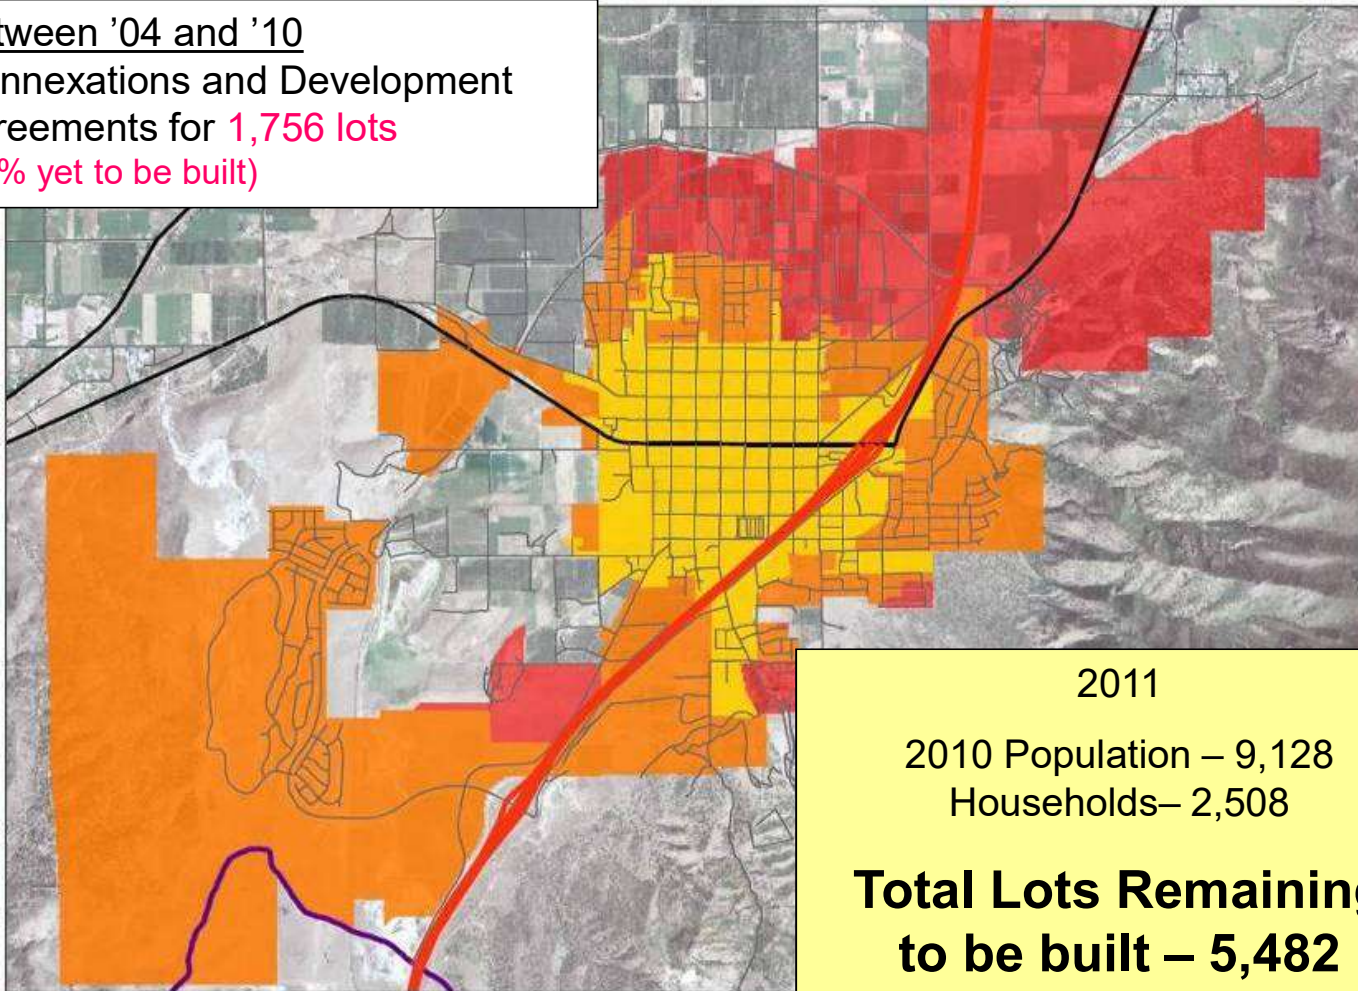 tween ’04 and ’10
nnexations and Development
reements for 1,756 lots
% yet to be built)
2011
2010 Population – 9,128
Households– 2,508
Total Lots Remaining
to be built – 5,482